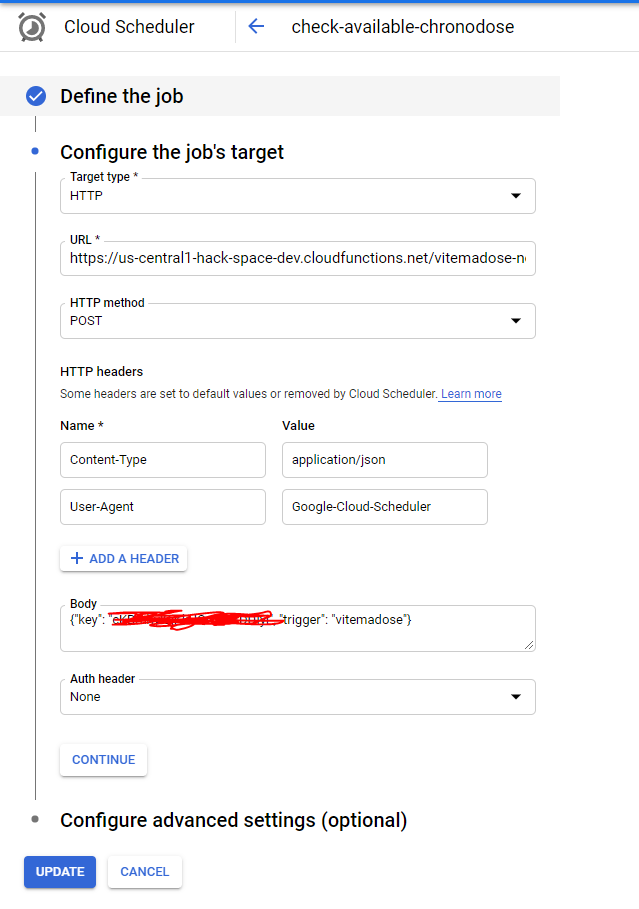 Cloud Scheduler
check-available-chronodose
Define the job
Configure the job's target
Target type *
HTTP
URL *
https://us-central1-hack-space-dev.cloudfunctions.net/vitemadose-n
HTTP method
POST
HTTP headers
Some headers are set to default values or removed by Cloud Scheduler. Learn more
Name * Value
Content-Type application/json
User-Agent Google-Cloud-Scheduler
+ ADD A HEADER
Body
{"key": "trigger": "vitemadose"}
Auth header
None
CONTINUE
Configure advanced settings (optional)
UPDATE CANCEL